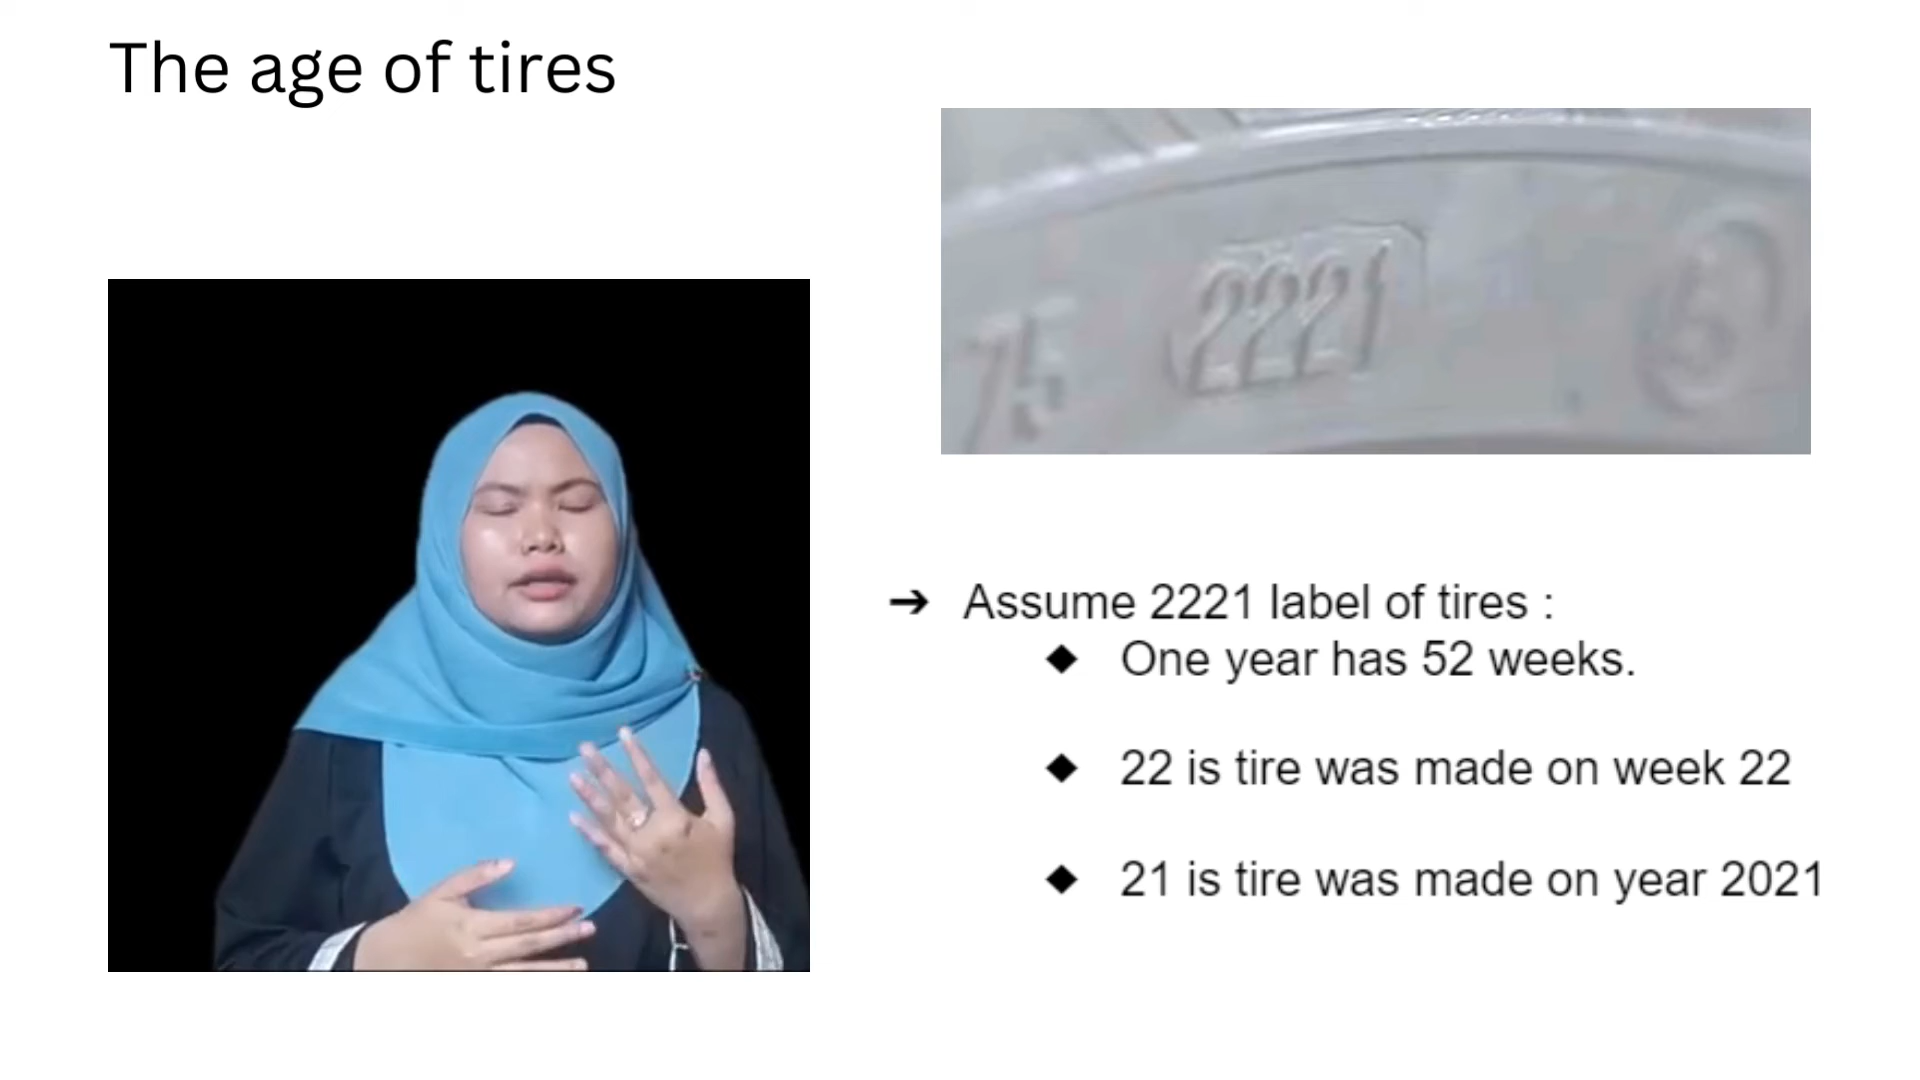 The age of tires
75 2221 5
➔ Assume 2221 label of tires :
◆ One year has 52 weeks.
◆ 22 is tire was made on week 22
◆ 21 is tire was made on year 2021